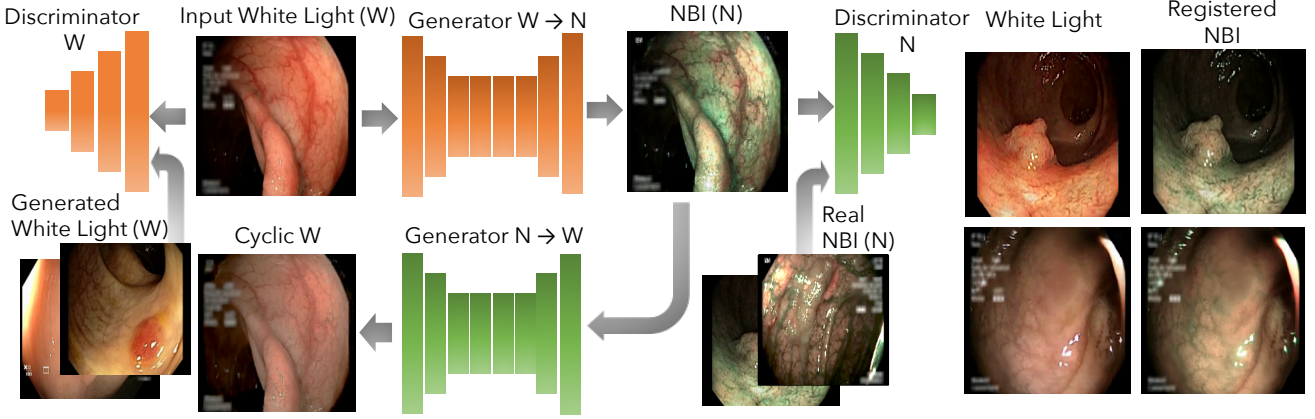 Discriminator
W
Input White Light (W)
Generator W → N
NBI (N)
Discriminator
N
White Light
Registered
NBI
Generated
White Light (W)
Cyclic W
Generator N → W
Real
NBI (N)